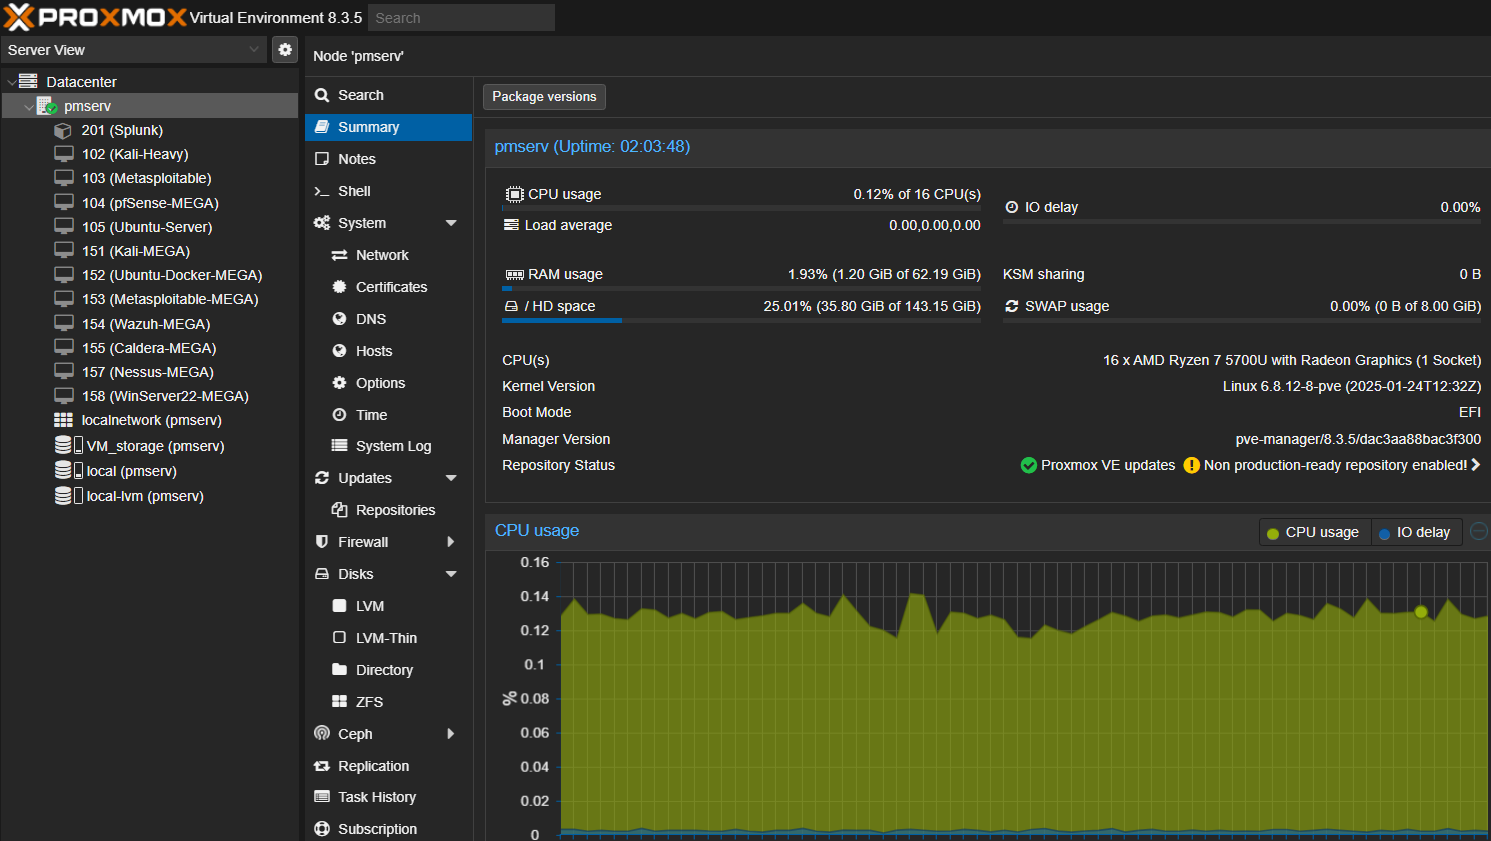 PROXMOX Virtual Environment 8.3.5 Search
Server View
Datacenter
pmserv
201 (Splunk)
102 (Kali-Heavy)
103 (Metasploitable)
104 (pfSense-MEGA)
105 (Ubuntu-Server)
151 (Kali-MEGA)
152 (Ubuntu-Docker-MEGA)
153 (Metasploitable-MEGA)
154 (Wazuh-MEGA)
155 (Caldera-MEGA)
157 (Nessus-MEGA)
158 (WinServer22-MEGA)
localnetwork (pmserv)
VM_storage (pmserv)
local (pmserv)
local-lvm (pmserv)
Node 'pmserv'
Search
Summary
Notes
Shell
System
Network
Certificates
DNS
Hosts
Options
Time
System Log
Updates
Repositories
Firewall
Disks
LVM
LVM-Thin
Directory
ZFS
Ceph
Replication
Task History
Subscription
Package versions
pmserv (Uptime: 02:03:48)
CPU usage 0.12% of 16 CPU(s)
IO delay 0.00%
Load average 0.00,0.00,0.00
RAM usage 1.93% (1.20 GiB of 62.19 GiB)
KSM sharing 0 B
/ HD space 25.01% (35.80 GiB of 143.15 GiB)
SWAP usage 0.00% (0 B of 8.00 GiB)
CPU(s) 16 x AMD Ryzen 7 5700U with Radeon Graphics (1 Socket)
Kernel Version Linux 6.8.12-8-pve (2025-01-24T12:32Z)
Boot Mode EFI
Manager Version pve-manager/8.3.5/dac3aa88bac3f300
Repository Status Proxmox VE updates Non production-ready repository enabled!
CPU usage
CPU usage IO delay
0.16
0.14
0.12
0.1
0.08
0.06
0.04
0.02
0
%